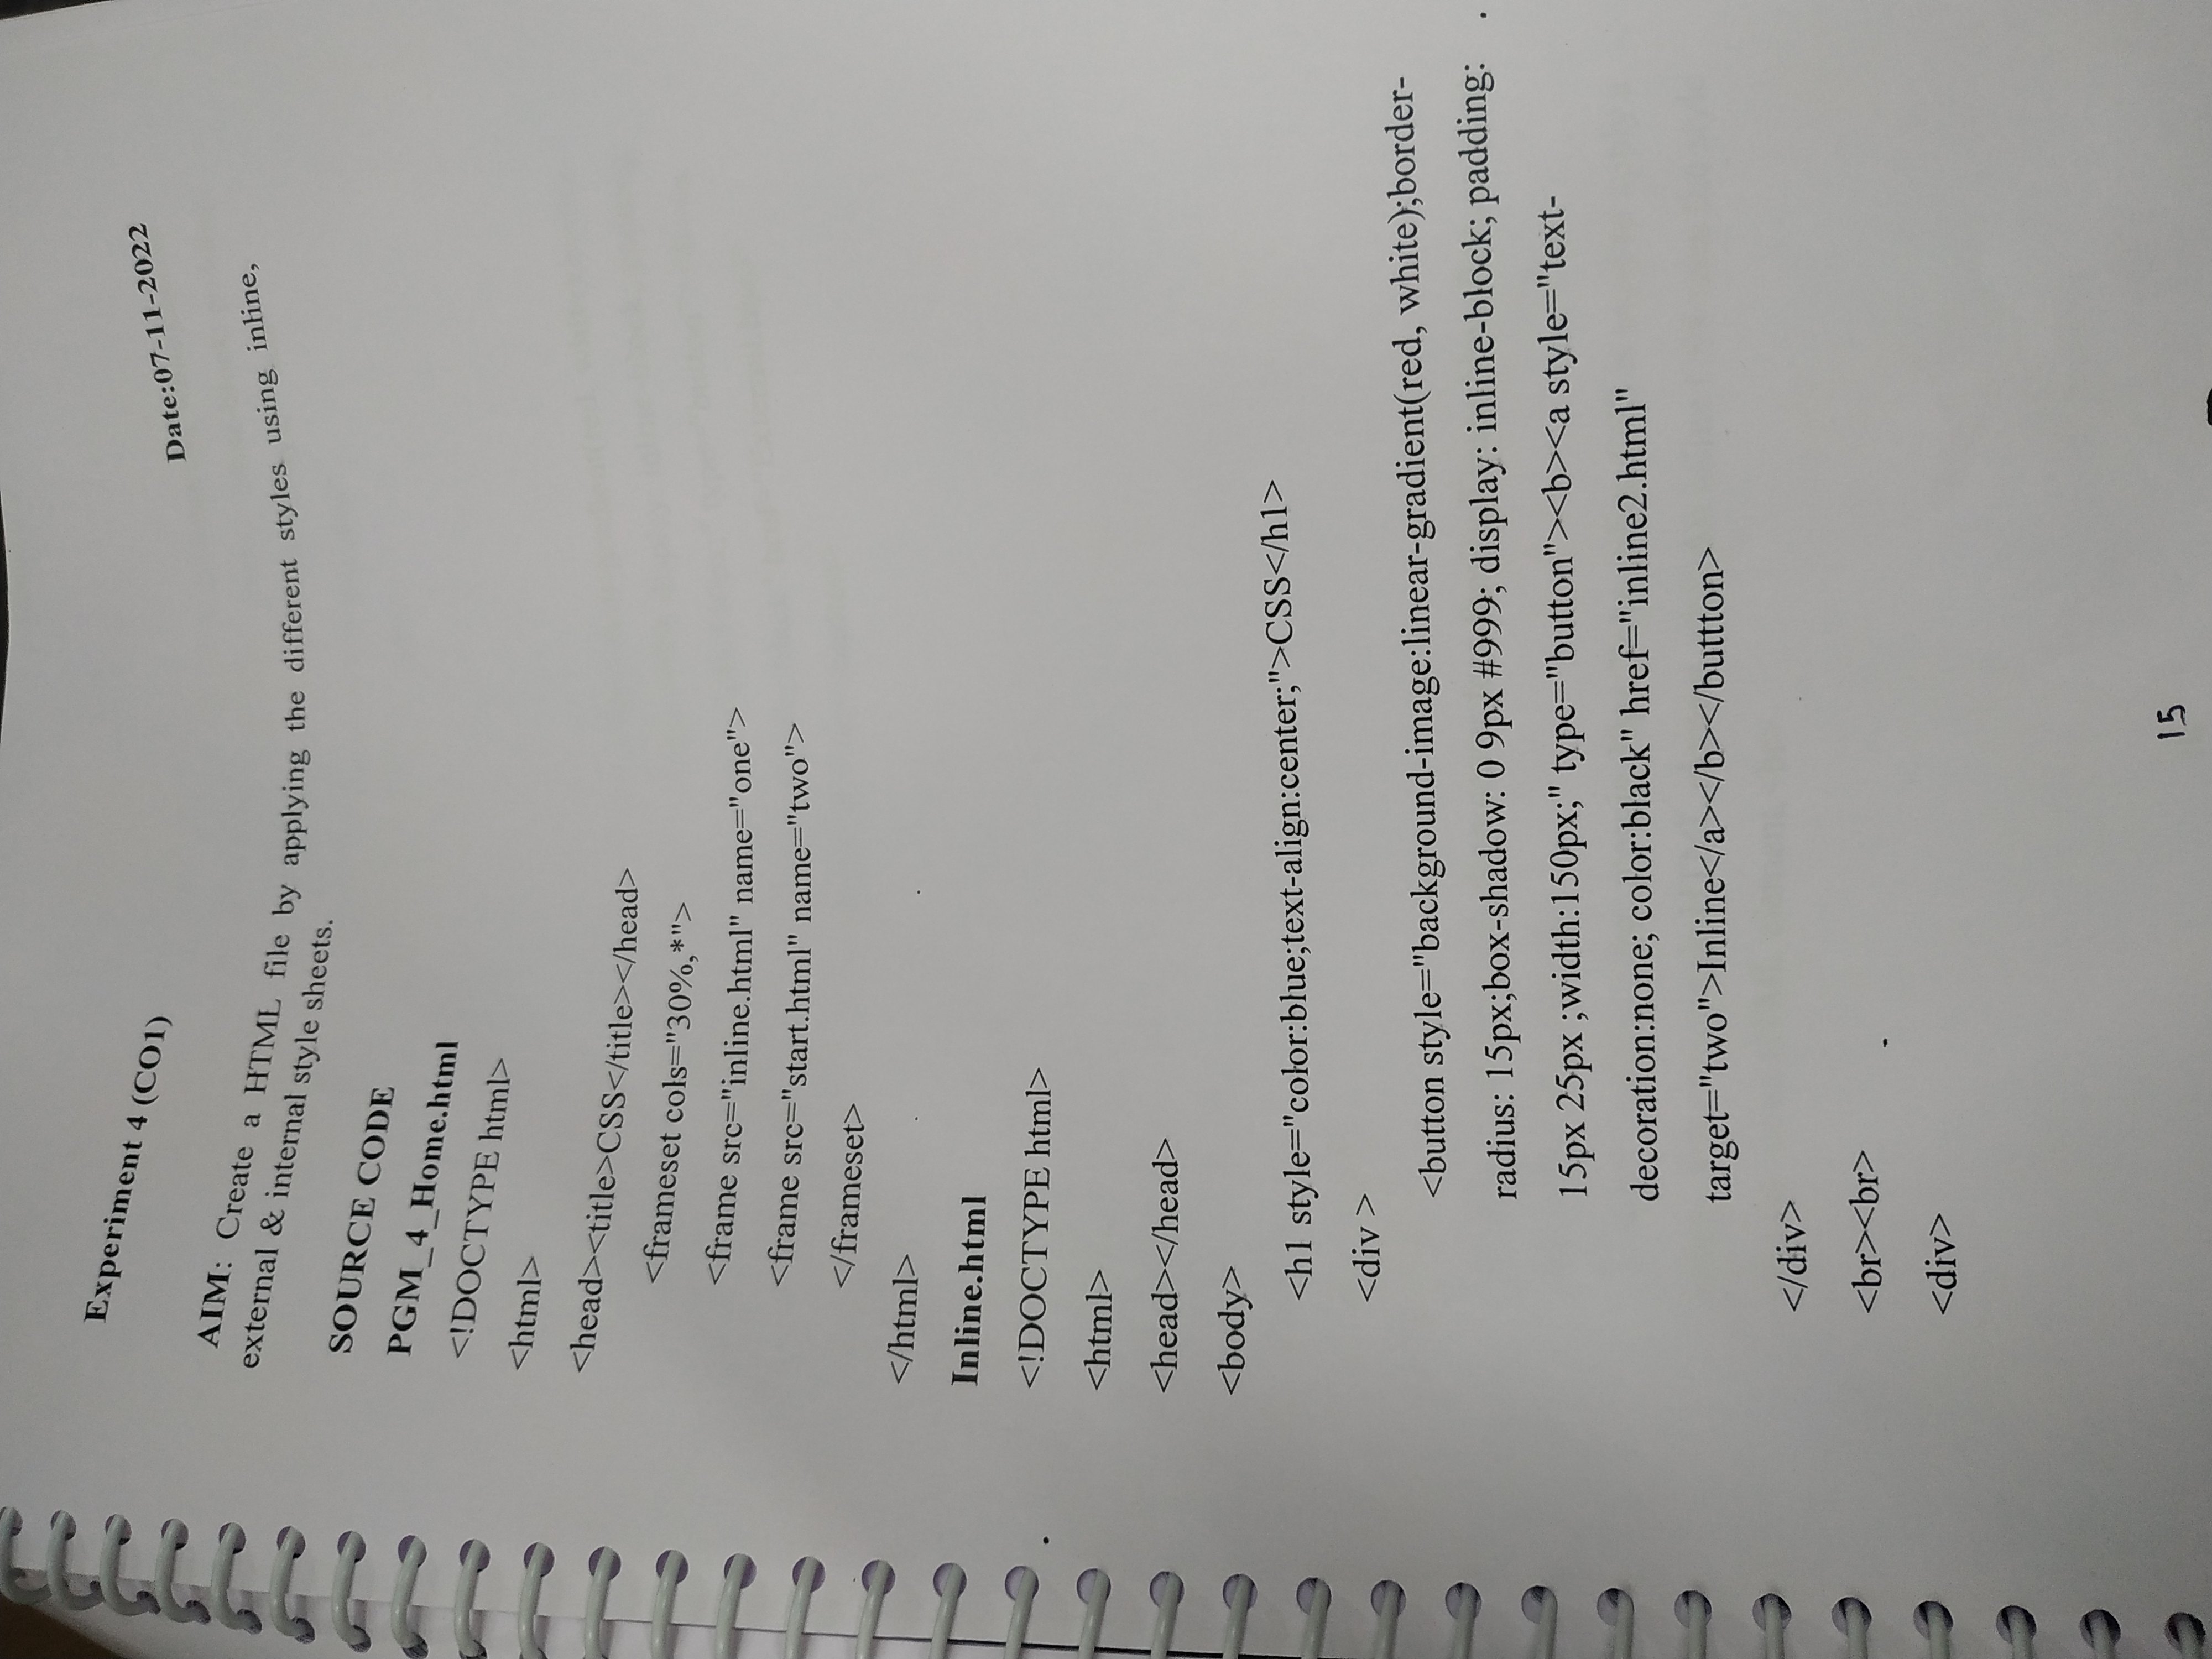 Experiment 4 (CO1)
Date:07-11-2022
AIM: Create a HTML file by applying the different styles using inline,
external & internal style sheets.
SOURCE CODE
PGM_4_Home.html
<!DOCTYPE html>
<html>
<head><title>CSS</title></head>
<frameset cols="30%,*">
<frame src="inline.html" name="one">
<frame src="start.html" name="two">
</frameset>
</html>
Inline.html
<!DOCTYPE html>
<html>
<head></head>
<body>
<h1 style="color:blue;text-align:center;">CSS</h1>
<div >
<button style="background-image:linear-gradient(red, white);border-
radius: 15px;box-shadow: 0 9px #999; display: inline-block; padding:
15px 25px ;width:150px;" type="button"><b><a style="text-
decoration:none; color:black" href="inline2.html"
target="two">Inline</a></b></buttton>
</div>
<br><br>
<div>
15